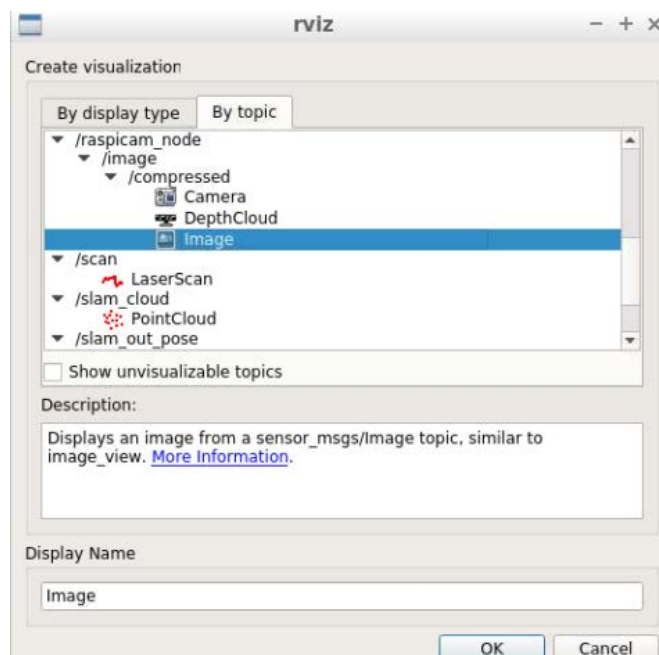 rviz
Create visualization
By display type
By topic
/raspicam_node
/image
/compressed
Camera
DepthCloud
Image
/scan
LaserScan
/slam_cloud
PointCloud
/slam_out_pose
Show unvisualizable topics
Description:
Displays an image from a sensor_msgs/Image topic, similar to
image_view. More Information.
Display Name
Image
OK
Cancel